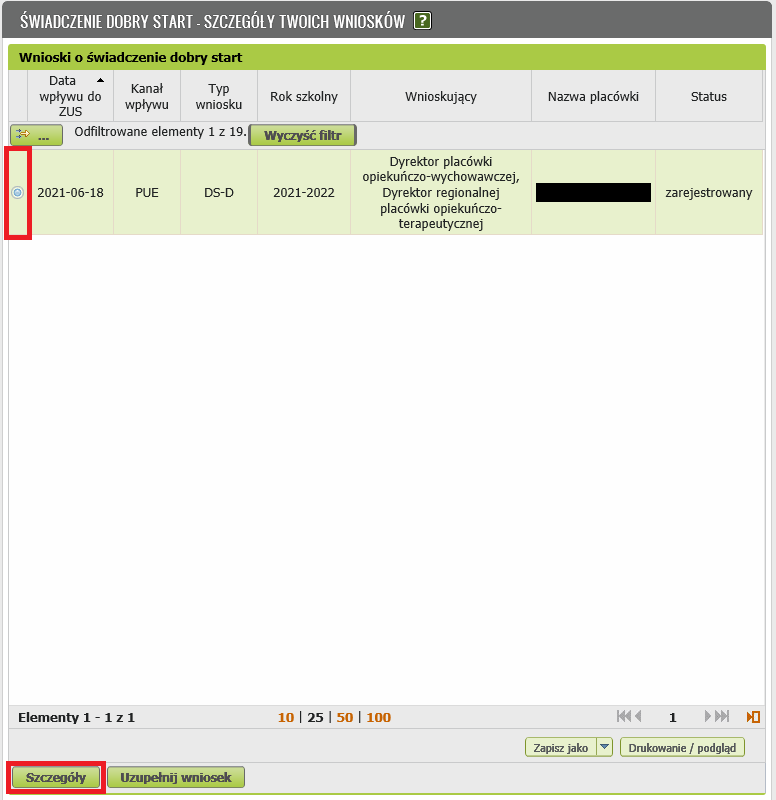 ŚWIADCZENIE DOBRY START - SZCZEGÓŁY TWOICH WNIOSKÓW ?
Wnioski o świadczenie dobry start
Data wpływu do ZUS
Kanał wpływu
Typ wniosku
Rok szkolny
Wnioskujący
Nazwa placówki
Status
...
Odfiltrowane elementy 1 z 19.
Wyczyść filtr
2021-06-18
PUE
DS-D
2021-2022
Dyrektor placówki
opiekuńczo-wychowawczej,
Dyrektor regionalnej
placówki opiekuńczo-
terapeutycznej
zarejestrowany
Elementy 1 - 1 z 1
10 | 25 | 50 | 100
1
Zapisz jako
Drukowanie / podgląd
Szczegóły
Uzupełnij wniosek